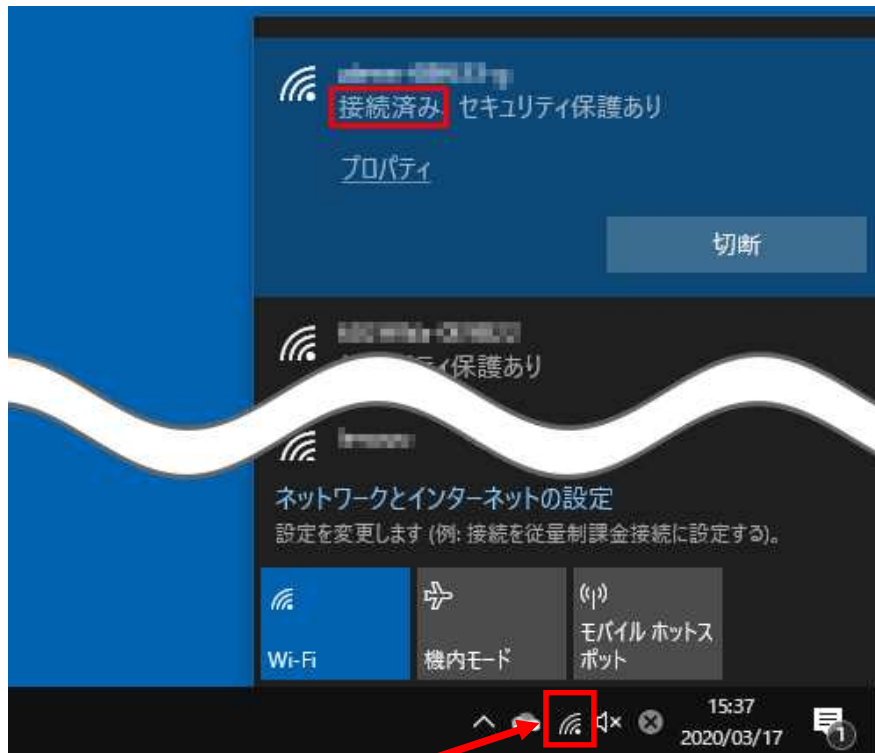 接続済み、セキュリティ保護あり
プロパティ
切断
保護あり
ネットワークとインターネットの設定
設定を変更します (例: 接続を従量制課金接続に設定する)。
Wi-Fi
機内モード
モバイル ホットス
ポット
15:37
2020/03/17
1